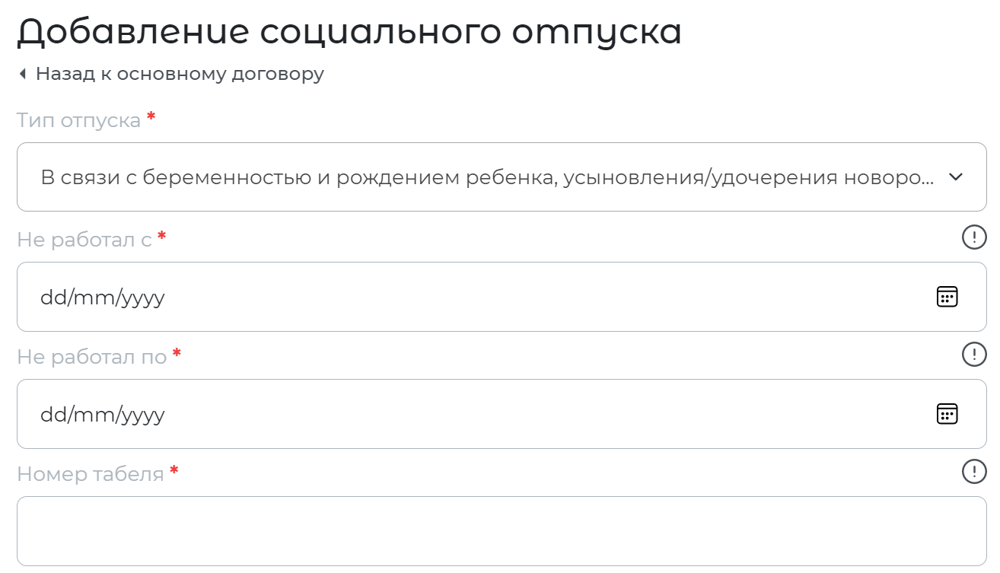 Добавление социального отпуска
Назад к основному договору
Тип отпуска *
В связи с беременностью и рождением ребенка, усыновления/удочерения новоро...
Не работал с *
dd/mm/yyyy
Не работал по *
dd/mm/yyyy
Номер табеля *